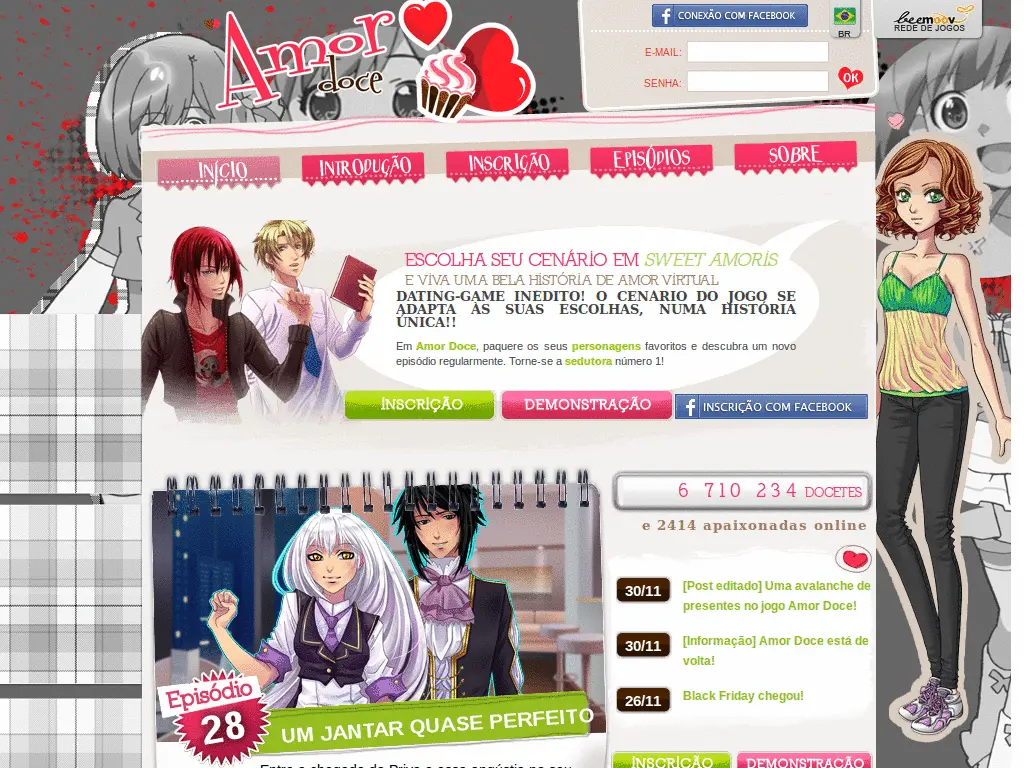 Amor
doce
CONEXÃO COM FACEBOOK
E-MAIL:
SENHA:
OK
BR
beemoov
REDE DE JOGOS
INÍCIO
INTRODUÇÃO
INSCRIÇÃO
EPISÓDIOS
SOBRE
ESCOLHA SEU CENÁRIO EM SWEET AMORIS
E VIVA UMA BELA HISTÓRIA DE AMOR VIRTUAL
DATING-GAME INEDITO! O CENARIO DO JOGO SE
ADAPTA ÀS SUAS ESCOLHAS, NUMA HISTÓRIA
ÚNICA!!
Em Amor Doce, paquere os seus personagens favoritos e descubra um novo
episódio regularmente. Torne-se a sedutora número 1!
INSCRIÇÃO
DEMONSTRAÇÃO
INSCRIÇÃO COM FACEBOOK
6 710 234 DOCETES
e 2414 apaixonadas online
30/11
[Post editado] Uma avalanche de
presentes no jogo Amor Doce!
30/11
[Informação] Amor Doce está de
volta!
26/11
Black Friday chegou!
Episódio
28
UM JANTAR QUASE PERFEITO
INSCRIÇÃO
DEMONSTRAÇÃO